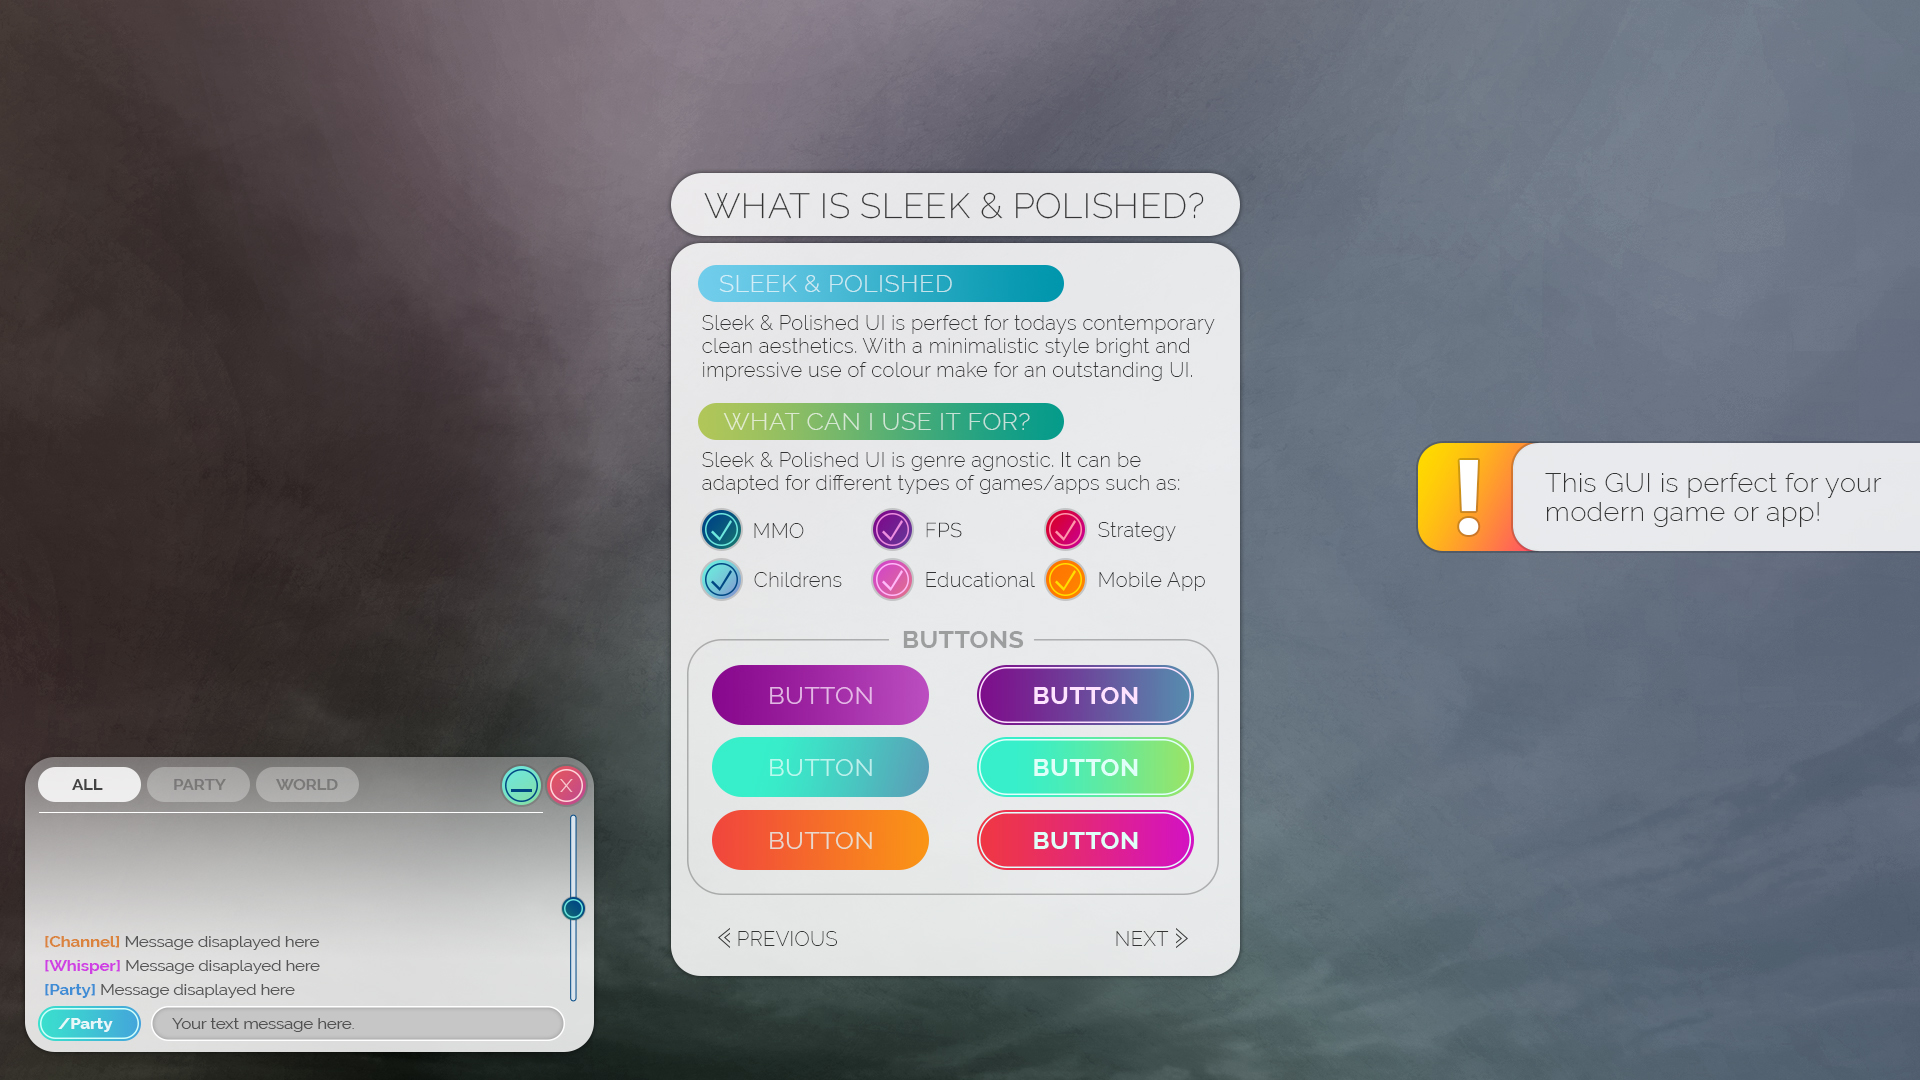 WHAT IS SLEEK & POLISHED?
SLEEK & POLISHED
Sleek & Polished UI is perfect for todays contemporary
clean aesthetics. With a minimalistic style bright and
impressive use of colour make for an outstanding UI.
WHAT CAN I USE IT FOR?
Sleek & Polished UI is genre agnostic. It can be
adapted for different types of games/apps such as:
MMO FPS Strategy
Childrens Educational Mobile App
BUTTONS
BUTTON BUTTON
BUTTON BUTTON
BUTTON BUTTON
PREVIOUS NEXT
This GUI is perfect for your
modern game or app!
ALL PARTY WORLD X
[Channel] Message disaplayed here
[Whisper] Message disaplayed here
[Party] Message disaplayed here
/Party Your text message here.